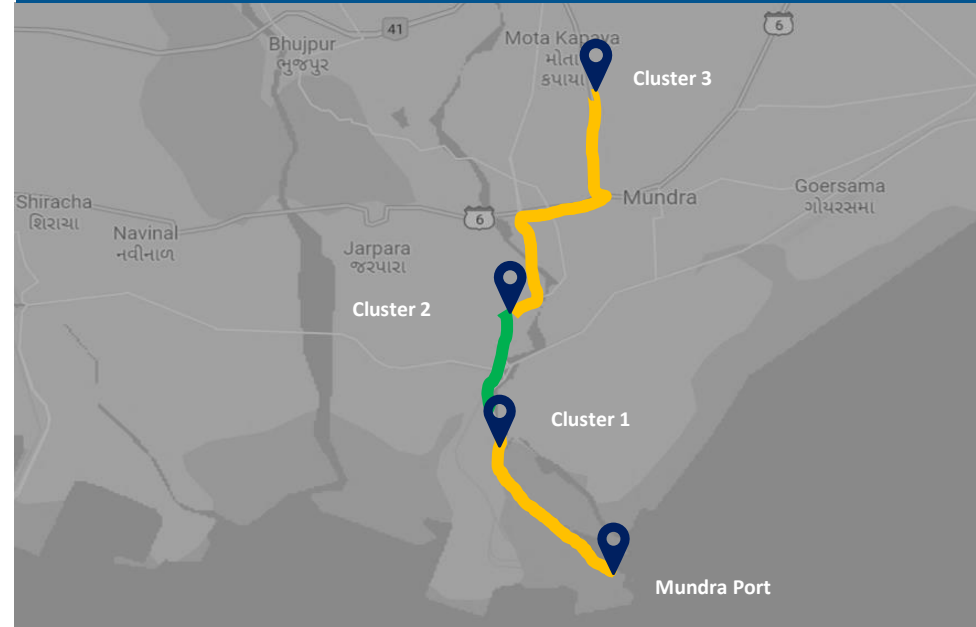 41
Bhujpur
ભુજપુર
Mota Kapaya
મોટા
કપાયા
6
Cluster 3
Shiracha
શિરાચા
Navinal
નવીનાળ
6
Mundra
Goersama
ગોયરસમા
Jarpara
જરપારા
Cluster 2
Cluster 1
Mundra Port